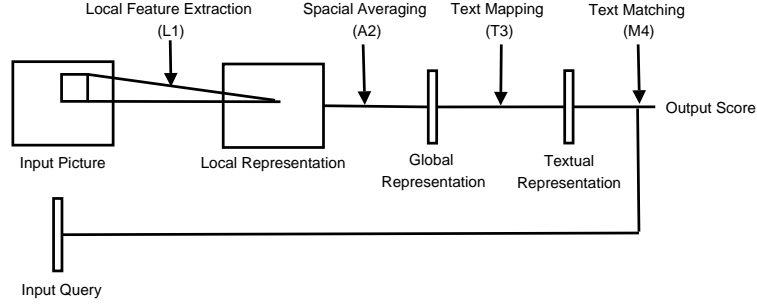 Local Feature Extraction
(L1)
Spacial Averaging
(A2)
Text Mapping
(T3)
Text Matching
(M4)
Output Score
Input Picture
Local Representation
Global
Representation
Textual
Representation
Input Query